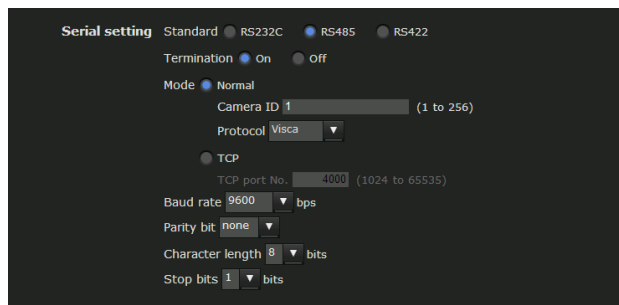 Serial setting Standard RS232C RS485 RS422
Termination On Off
Mode Normal
Camera ID 1 (1 to 256)
Protocol Visca
TCP
TCP port No. 4000 (1024 to 65535)
Baud rate 9600 bps
Parity bit none
Character length 8 bits
Stop bits 1 bits